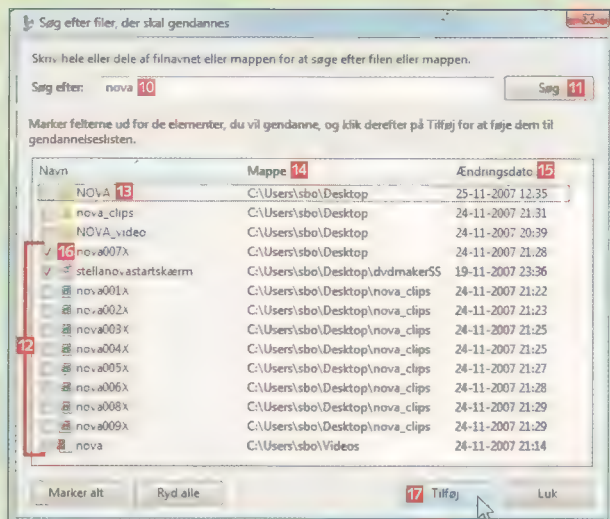 Søg efter filer, der skal gendannes
Skriv hele eller dele af filnavnet eller mappen for at søge efter filen eller mappen.
Søg efter: nova 10 Søg 11
Marker felterne ud for de elementer, du vil gendanne, og klik derefter på Tilføj for at føje dem til
gendannelseslisten.
Navn Mappe 14 Ændringsdato 15
NOVA 13 C:\Users\sbo\Desktop 25-11-2007 12.35
nova_clips C:\Users\sbo\Desktop 24-11-2007 21.31
NOVA_video C:\Users\sbo\Desktop 24-11-2007 20:39
16 nova007X C:\Users\sbo\Desktop 24-11-2007 21.28
stellanovastartskærm C:\Users\sbo\Desktop\dvdmakerSS 19-11-2007 23:36
nova001X C:\Users\sbo\Desktop\nova_clips 24-11-2007 21:22
nova002X C:\Users\sbo\Desktop\nova_clips 24-11-2007 21:23
nova003X C:\Users\sbo\Desktop\nova_clips 24-11-2007 21:25
12 nova004X C:\Users\sbo\Desktop\nova_clips 24-11-2007 21:25
nova005X C:\Users\sbo\Desktop\nova_clips 24-11-2007 21:27
nova006X C:\Users\sbo\Desktop\nova_clips 24-11-2007 21:28
nova008X C:\Users\sbo\Desktop\nova_clips 24-11-2007 21:29
nova009X C:\Users\sbo\Desktop\nova_clips 24-11-2007 21:29
nova C:\Users\sbo\Videos 24-11-2007 21:14
Marker alt Ryd alle 17 Tilføj Luk